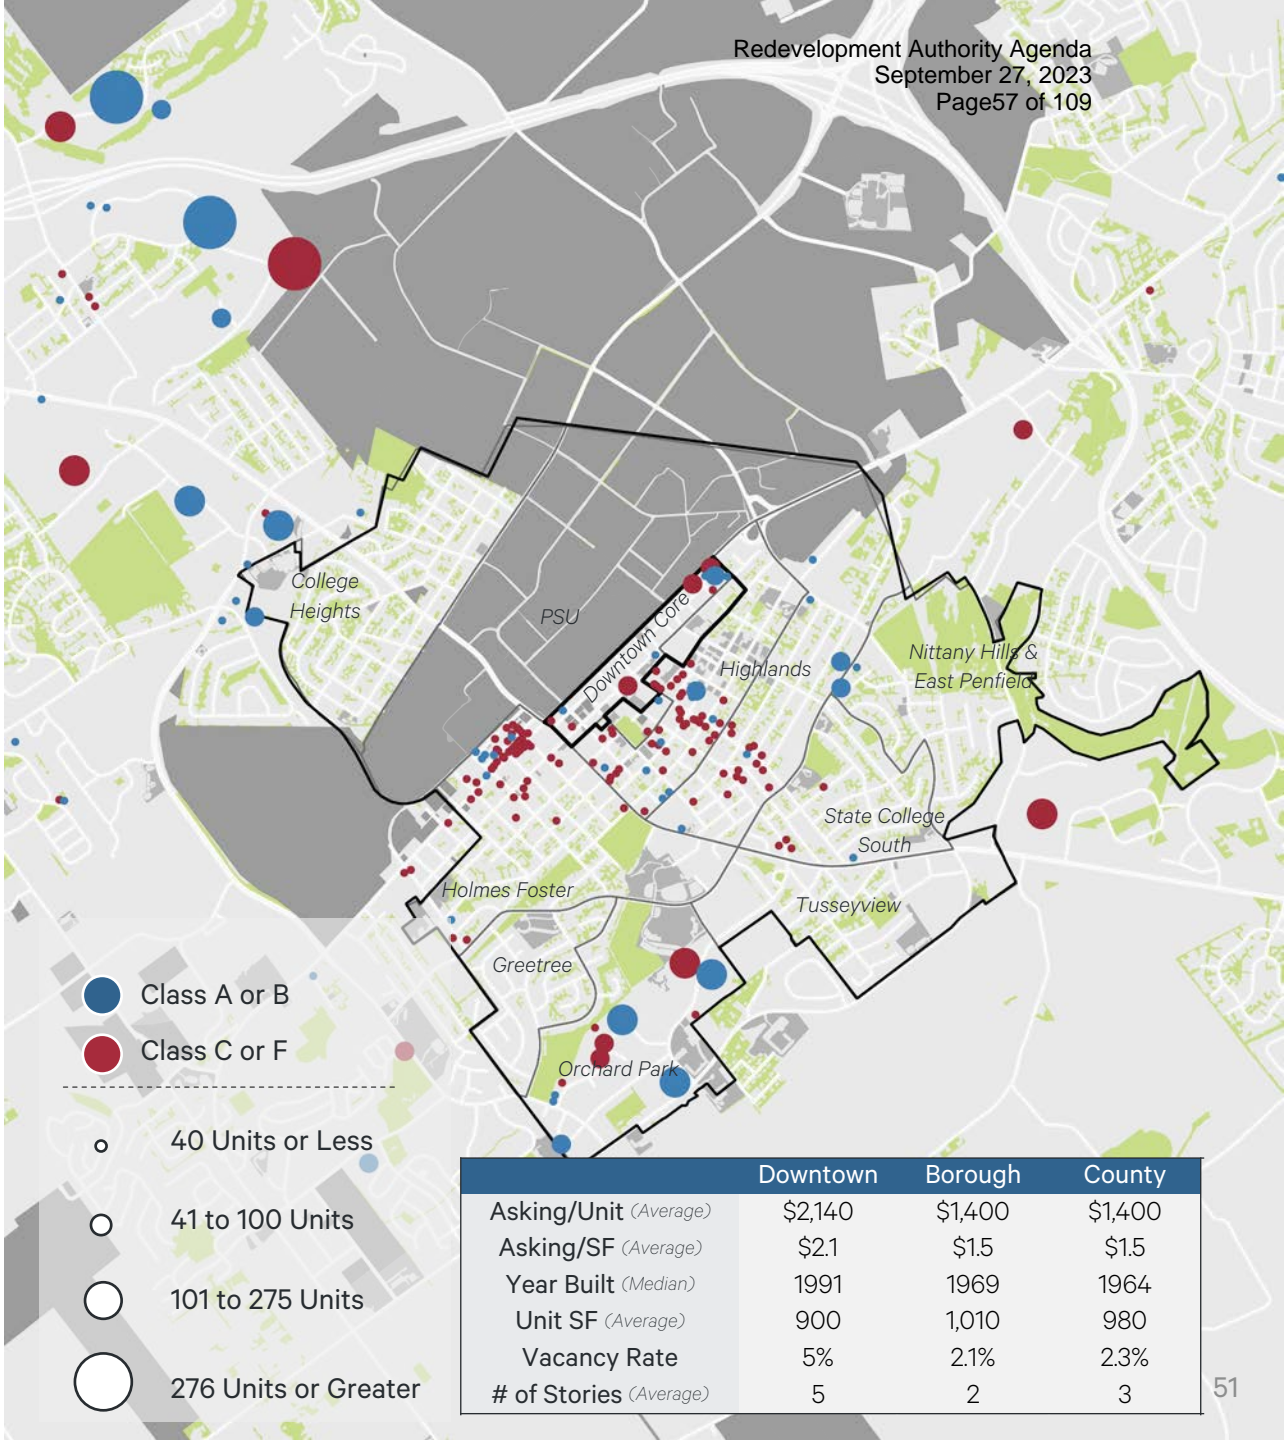 Redevelopment Authority Agenda
September 27, 2023
Page57 of 109
College
Heights
PSU
Downtown Core
Highlands
Nittany Hills &
East Penfield
State College
South
Holmes Foster
Tusseyview
Greetree
Orchard Park
Class A or B
Class C or F
40 Units or Less
41 to 100 Units
101 to 275 Units
276 Units or Greater
Downtown Borough County
Asking/Unit (Average) $2,140 $1,400 $1,400
Asking/SF (Average) $2.1 $1.5 $1.5
Year Built (Median) 1991 1969 1964
Unit SF (Average) 900 1,010 980
Vacancy Rate 5% 2.1% 2.3%
# of Stories (Average) 5 2 3
51